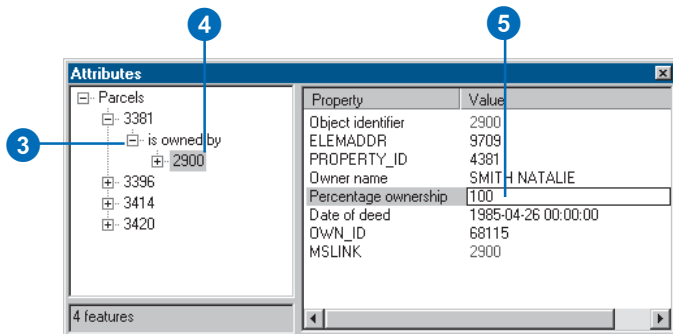 4
5
Attributes
Parcels
3381
3
is owned by
2900
3396
3414
3420
4 features
Property Value
Object identifier 2900
ELEMADDR 9709
PROPERTY_ID 4381
Owner name SMITH NATALIE
Percentage ownership 100
Date of deed 1985-04-26 00:00:00
OWN_ID 68115
MSLINK 2900